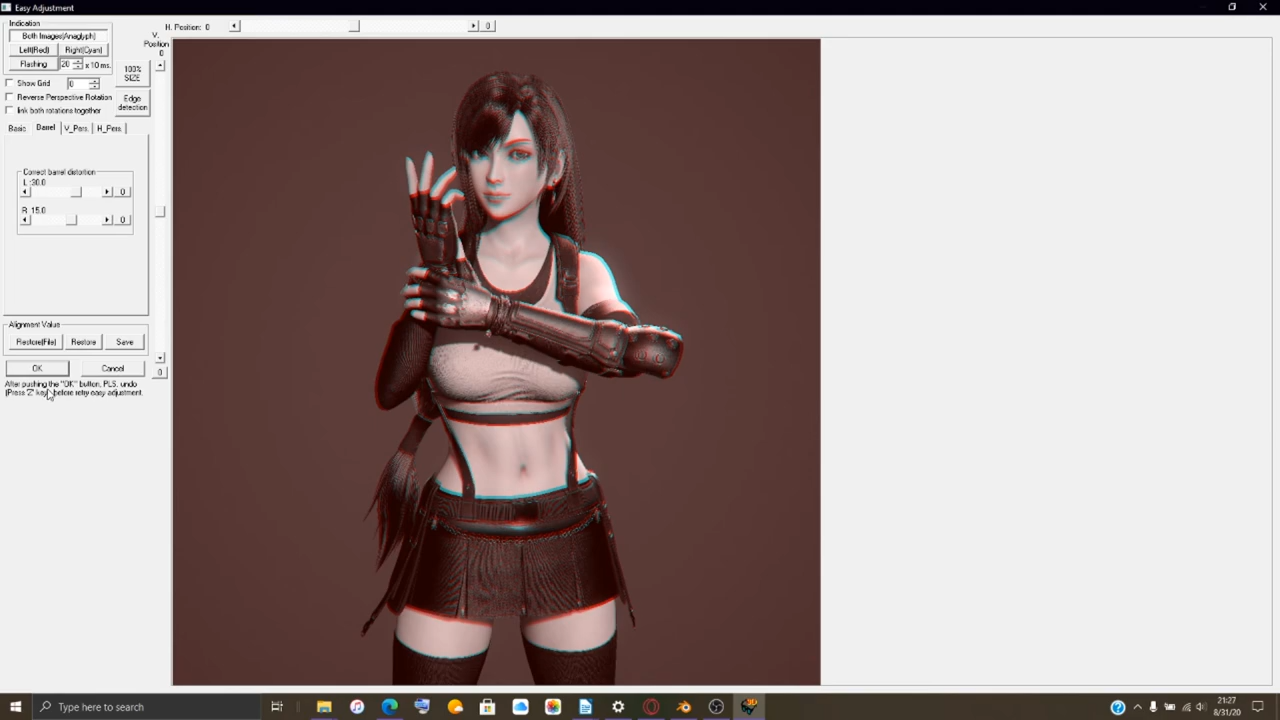 Easy Adjustment
Indication
Both Images(Anaglyph)
Left(Red) Right(Cyan)
Flashing 20 x 10 ms.
Show Grid 0
Reverse Perspective Rotation
link both rotations together
V. Position 0
100% SIZE
Edge detection
H. Position: 0
0
Basic Barrel V_Pers. H_Pers.
Correct barrel distortion
L :30.0
0
R :15.0
0
Alignment Value
Restore(File) Restore Save
OK Cancel
0
After pushing the "OK" button, PLS. undo
(Press 'Z' key) before retry easy adjustment.
Type here to search
21:27
8/31/20